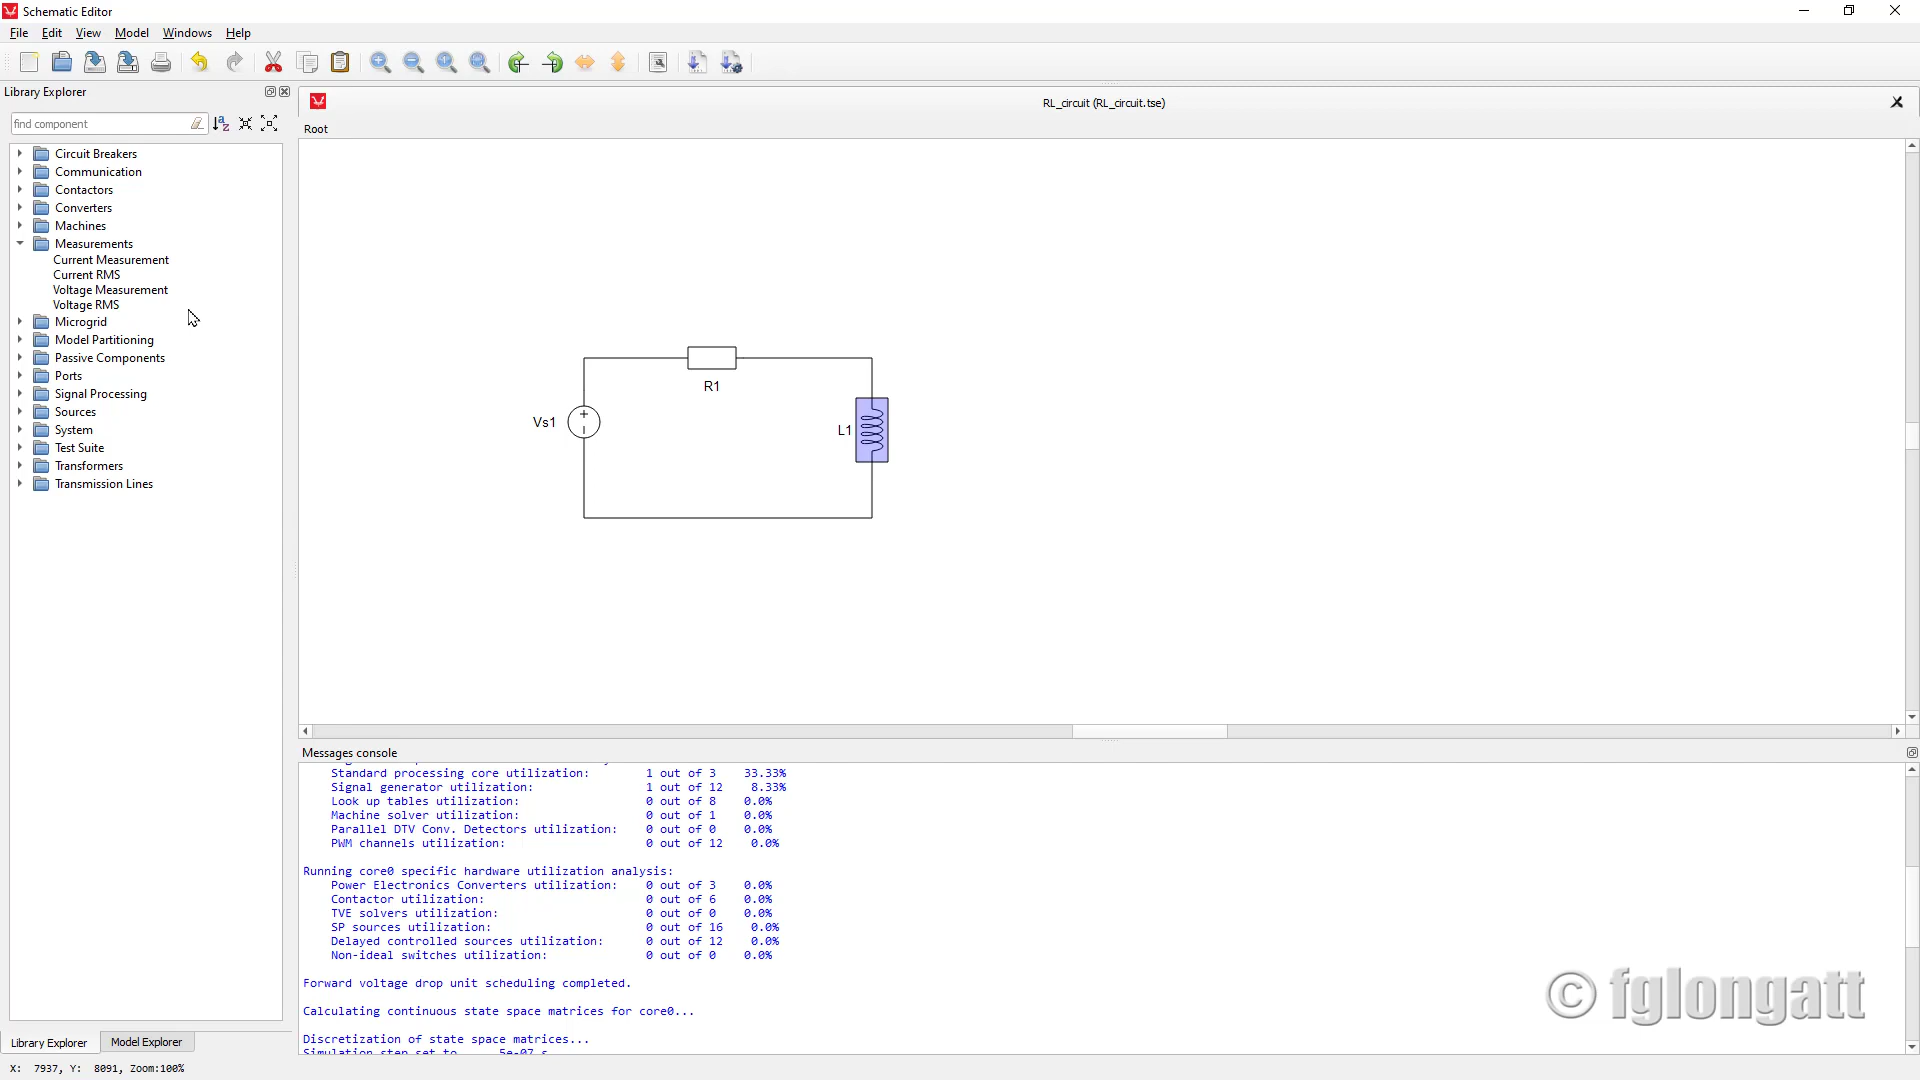 Schematic Editor
File Edit View Model Windows Help
Library Explorer
find component
Circuit Breakers
Communication
Contactors
Converters
Machines
Measurements
Current Measurement
Current RMS
Voltage Measurement
Voltage RMS
Microgrid
Model Partitioning
Passive Components
Ports
Signal Processing
Sources
System
Test Suite
Transformers
Transmission Lines
RL_circuit (RL_circuit.tse)
Root
R1
Vs1
L1
Messages console
Standard processing core utilization: 1 out of 3 33.33%
Signal generator utilization: 1 out of 12 8.33%
Look up tables utilization: 0 out of 8 0.0%
Machine solver utilization: 0 out of 1 0.0%
Parallel DTV Conv. Detectors utilization: 0 out of 0 0.0%
PWM channels utilization: 0 out of 12 0.0%
Running core0 specific hardware utilization analysis:
Power Electronics Converters utilization: 0 out of 3 0.0%
Contactor utilization: 0 out of 6 0.0%
TVE solvers utilization: 0 out of 0 0.0%
SP sources utilization: 0 out of 16 0.0%
Delayed controlled sources utilization: 0 out of 12 0.0%
Non-ideal switches utilization: 0 out of 0 0.0%
Forward voltage drop unit scheduling completed.
Calculating continuous state space matrices for core0...
Discretization of state space matrices...
Simulation step set to 5e-07 s
© fglongatt
Library Explorer Model Explorer
X: 7937, Y: 8091, Zoom:100%